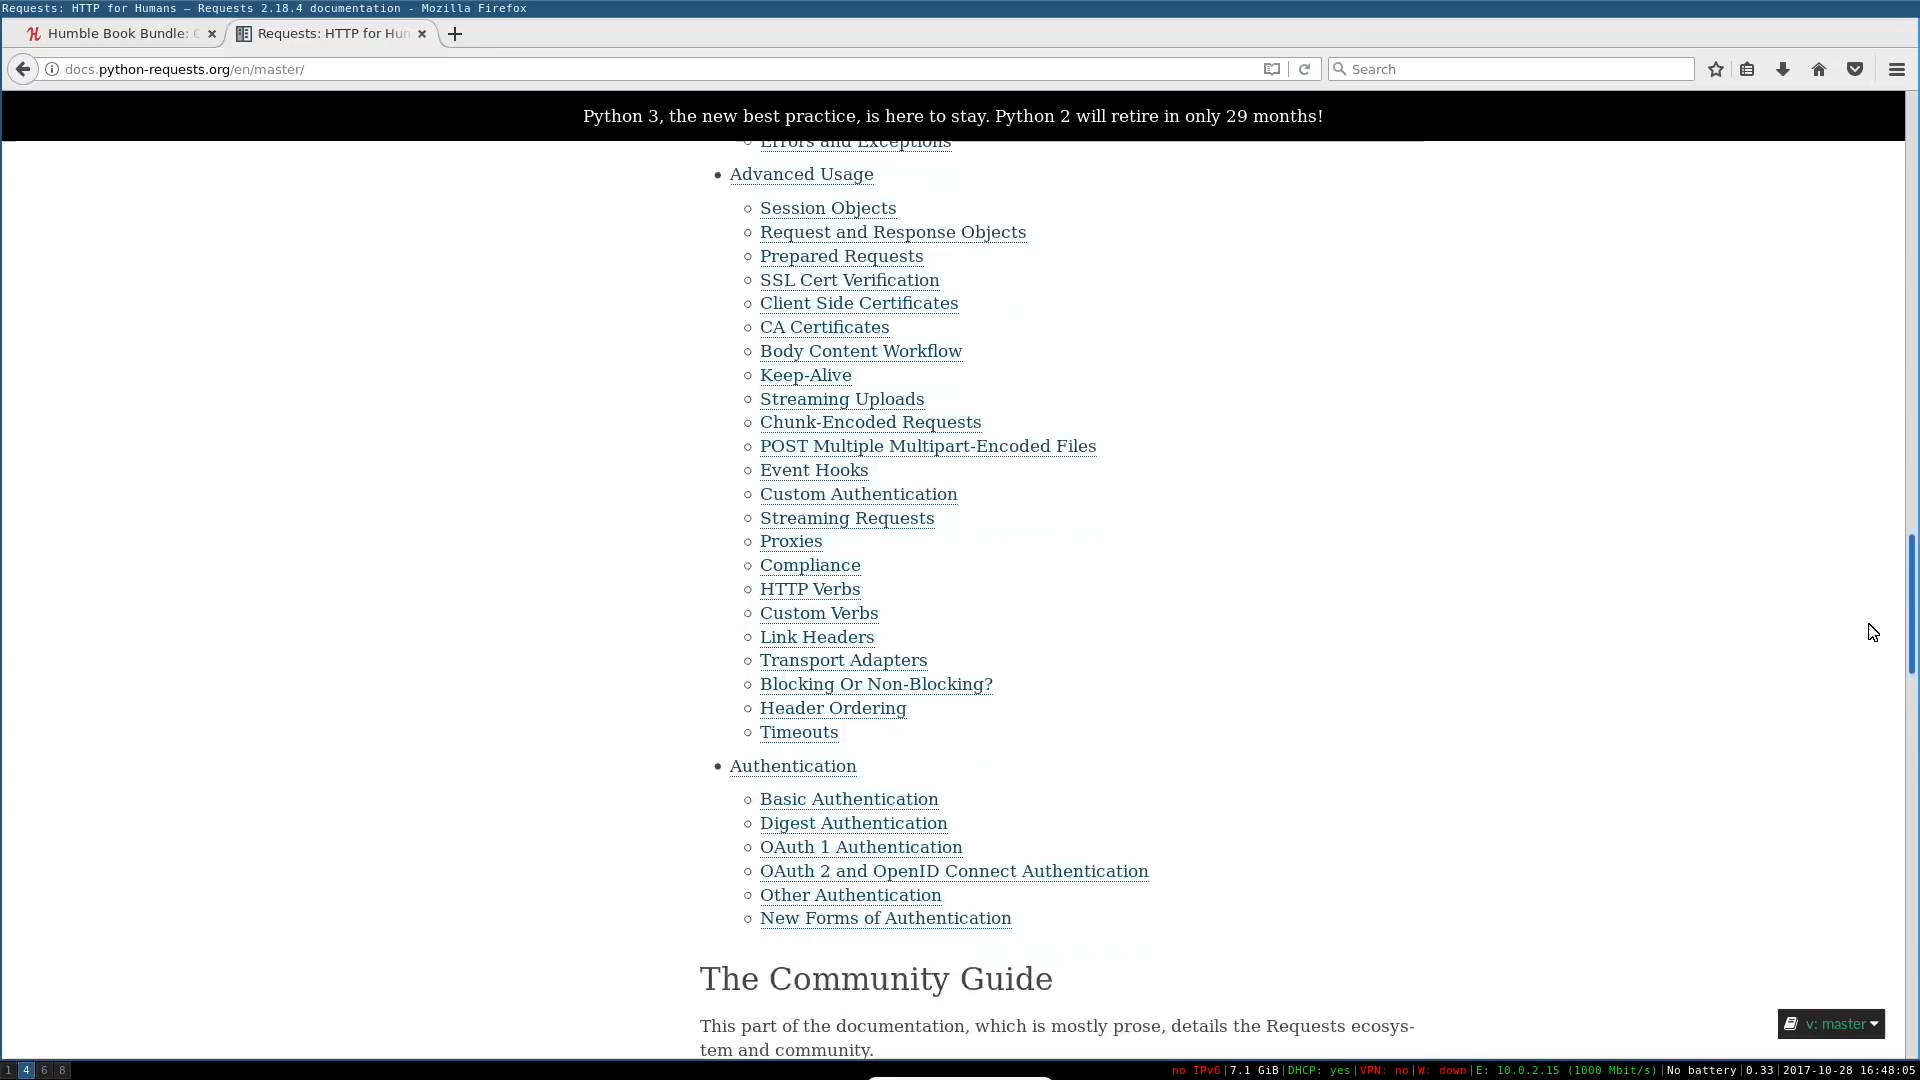 Requests: HTTP for Humans — Requests 2.18.4 documentation - Mozilla Firefox
Humble Book Bundle:
Requests: HTTP for Hum
docs.python-requests.org/en/master/
Search
Python 3, the new best practice, is here to stay. Python 2 will retire in only 29 months!
Errors and Exceptions
• Advanced Usage
◦ Session Objects
◦ Request and Response Objects
◦ Prepared Requests
◦ SSL Cert Verification
◦ Client Side Certificates
◦ CA Certificates
◦ Body Content Workflow
◦ Keep-Alive
◦ Streaming Uploads
◦ Chunk-Encoded Requests
◦ POST Multiple Multipart-Encoded Files
◦ Event Hooks
◦ Custom Authentication
◦ Streaming Requests
◦ Proxies
◦ Compliance
◦ HTTP Verbs
◦ Custom Verbs
◦ Link Headers
◦ Transport Adapters
◦ Blocking Or Non-Blocking?
◦ Header Ordering
◦ Timeouts
• Authentication
◦ Basic Authentication
◦ Digest Authentication
◦ OAuth 1 Authentication
◦ OAuth 2 and OpenID Connect Authentication
◦ Other Authentication
◦ New Forms of Authentication
The Community Guide
This part of the documentation, which is mostly prose, details the Requests ecosys-
tem and community.
v: master
1 4 6 8
no IPv6|7.1 GiB|DHCP: yes|VPN: no|W: down|E: 10.0.2.15 (1000 Mbit/s)|No battery|0.33|2017-10-28 16:48:05